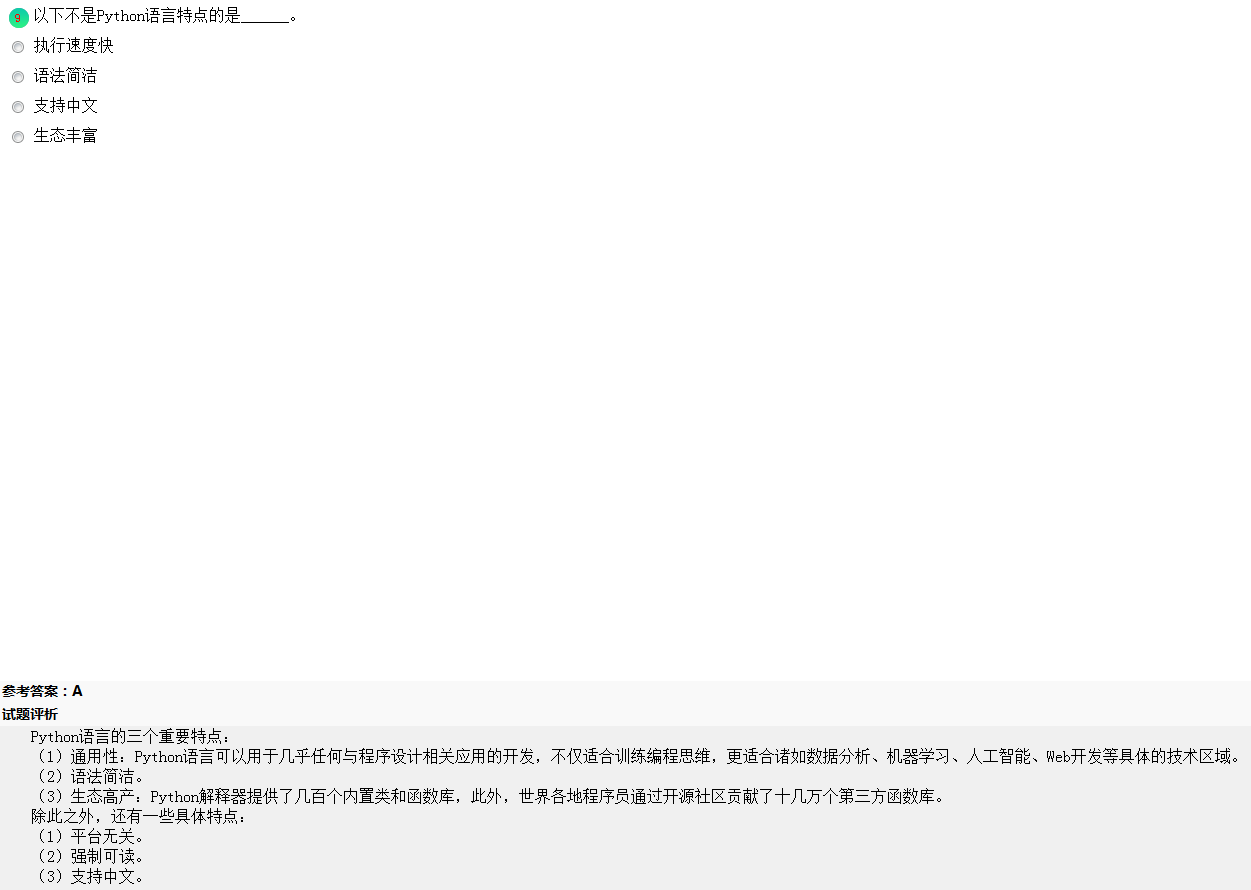 9 以下不是Python语言特点的是______。
执行速度快
语法简洁
支持中文
生态丰富
参考答案：A
试题评析
Python语言的三个重要特点：
（1）通用性：Python语言可以用于几乎任何与程序设计相关应用的开发，不仅适合训练编程思维，更适合诸如数据分析、机器学习、人工智能、Web开发等具体的技术区域。
（2）语法简洁。
（3）生态高产：Python解释器提供了几百个内置类和函数库，此外，世界各地程序员通过开源社区贡献了十几万个第三方函数库。
除此之外，还有一些具体特点：
（1）平台无关。
（2）强制可读。
（3）支持中文。